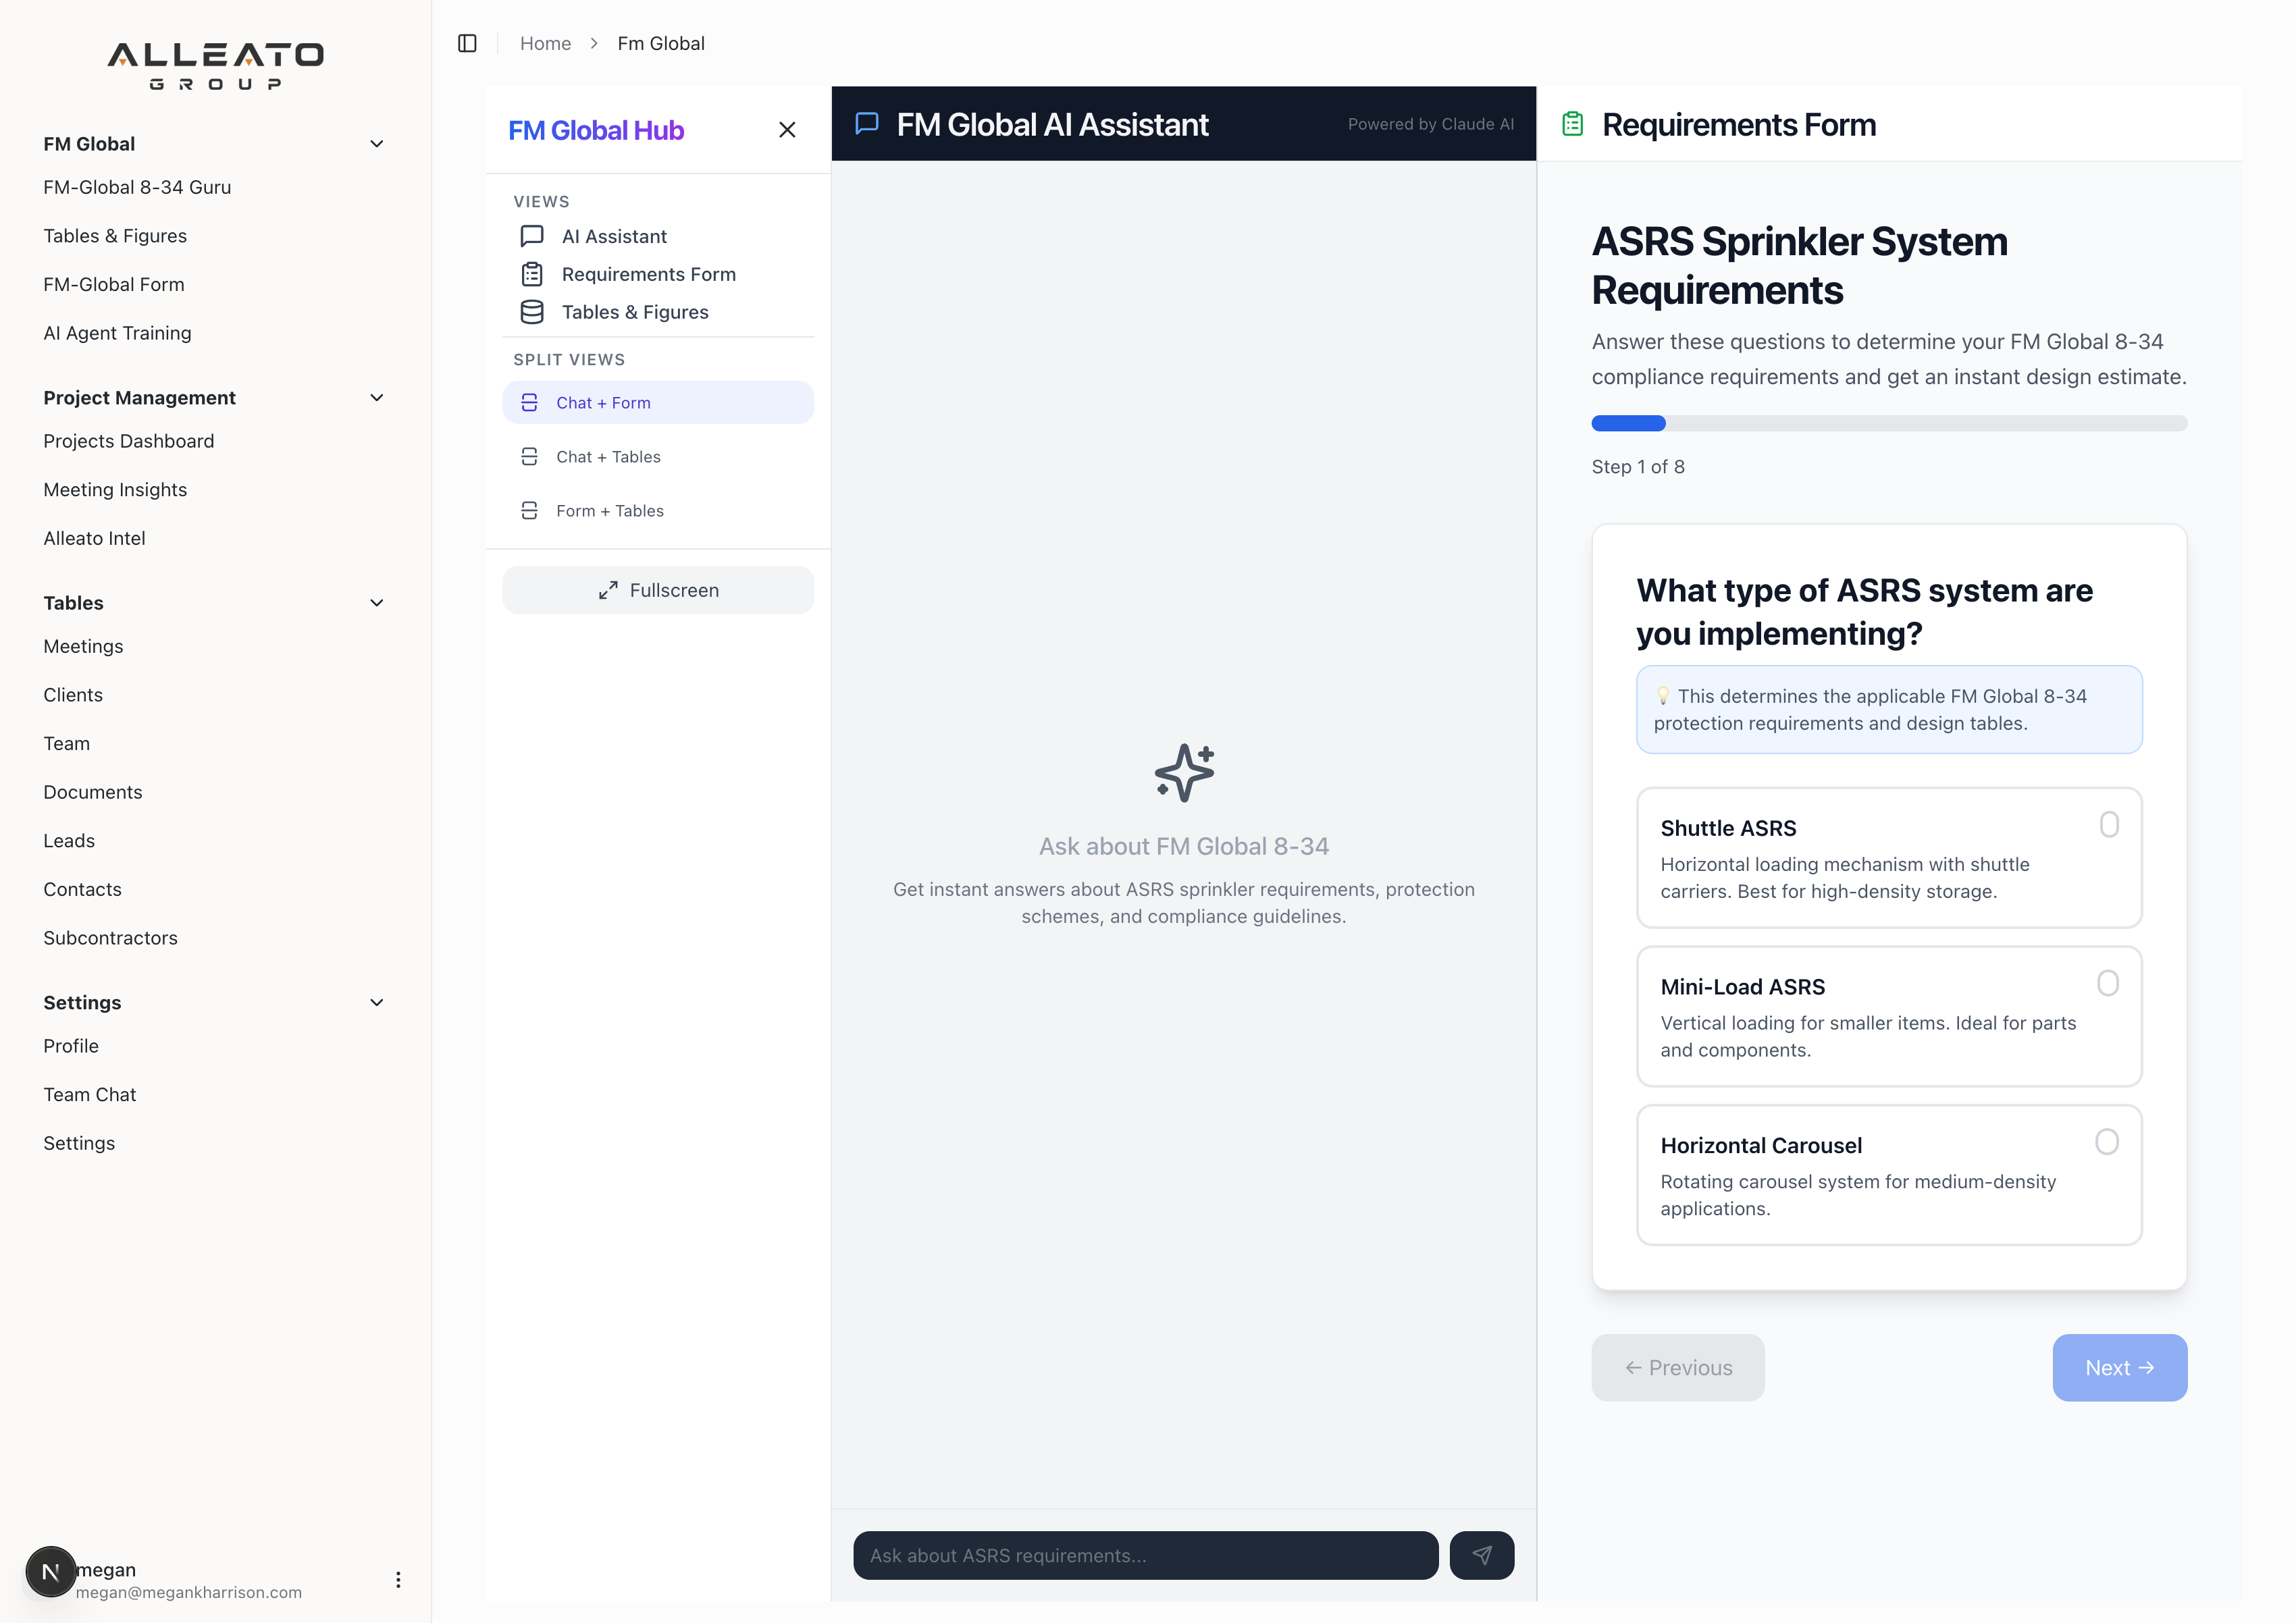 ALLEATO
GROUP
FM Global
FM-Global 8-34 Guru
Tables & Figures
FM-Global Form
AI Agent Training
Project Management
Projects Dashboard
Meeting Insights
Alleato Intel
Tables
Meetings
Clients
Team
Documents
Leads
Contacts
Subcontractors
Settings
Profile
Team Chat
Settings
N
megan
megan@megankharrison.com
Home > Fm Global
FM Global Hub
VIEWS
AI Assistant
Requirements Form
Tables & Figures
SPLIT VIEWS
Chat + Form
Chat + Tables
Form + Tables
Fullscreen
FM Global AI Assistant
Powered by Claude AI
Ask about FM Global 8-34
Get instant answers about ASRS sprinkler requirements, protection
schemes, and compliance guidelines.
Ask about ASRS requirements...
Requirements Form
ASRS Sprinkler System
Requirements
Answer these questions to determine your FM Global 8-34
compliance requirements and get an instant design estimate.
Step 1 of 8
What type of ASRS system are
you implementing?
💡 This determines the applicable FM Global 8-34
protection requirements and design tables.
Shuttle ASRS
Horizontal loading mechanism with shuttle
carriers. Best for high-density storage.
Mini-Load ASRS
Vertical loading for smaller items. Ideal for parts
and components.
Horizontal Carousel
Rotating carousel system for medium-density
applications.
← Previous
Next →